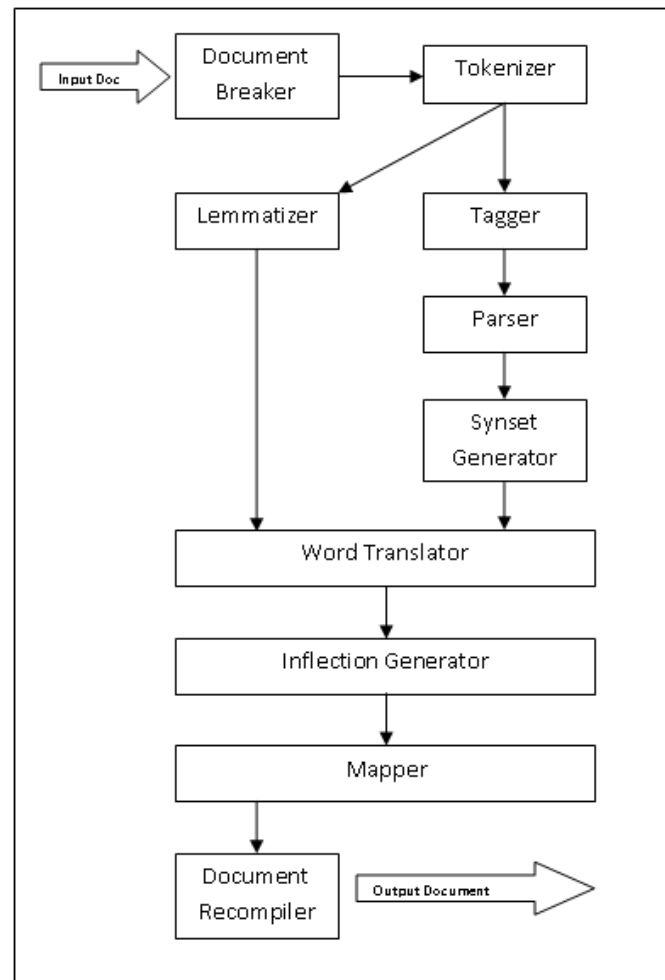 Input Doc
Document
Breaker
Tokenizer
Lemmatizer
Tagger
Parser
Synset
Generator
Word Translator
Inflection Generator
Mapper
Document
Recompiler
Output Document